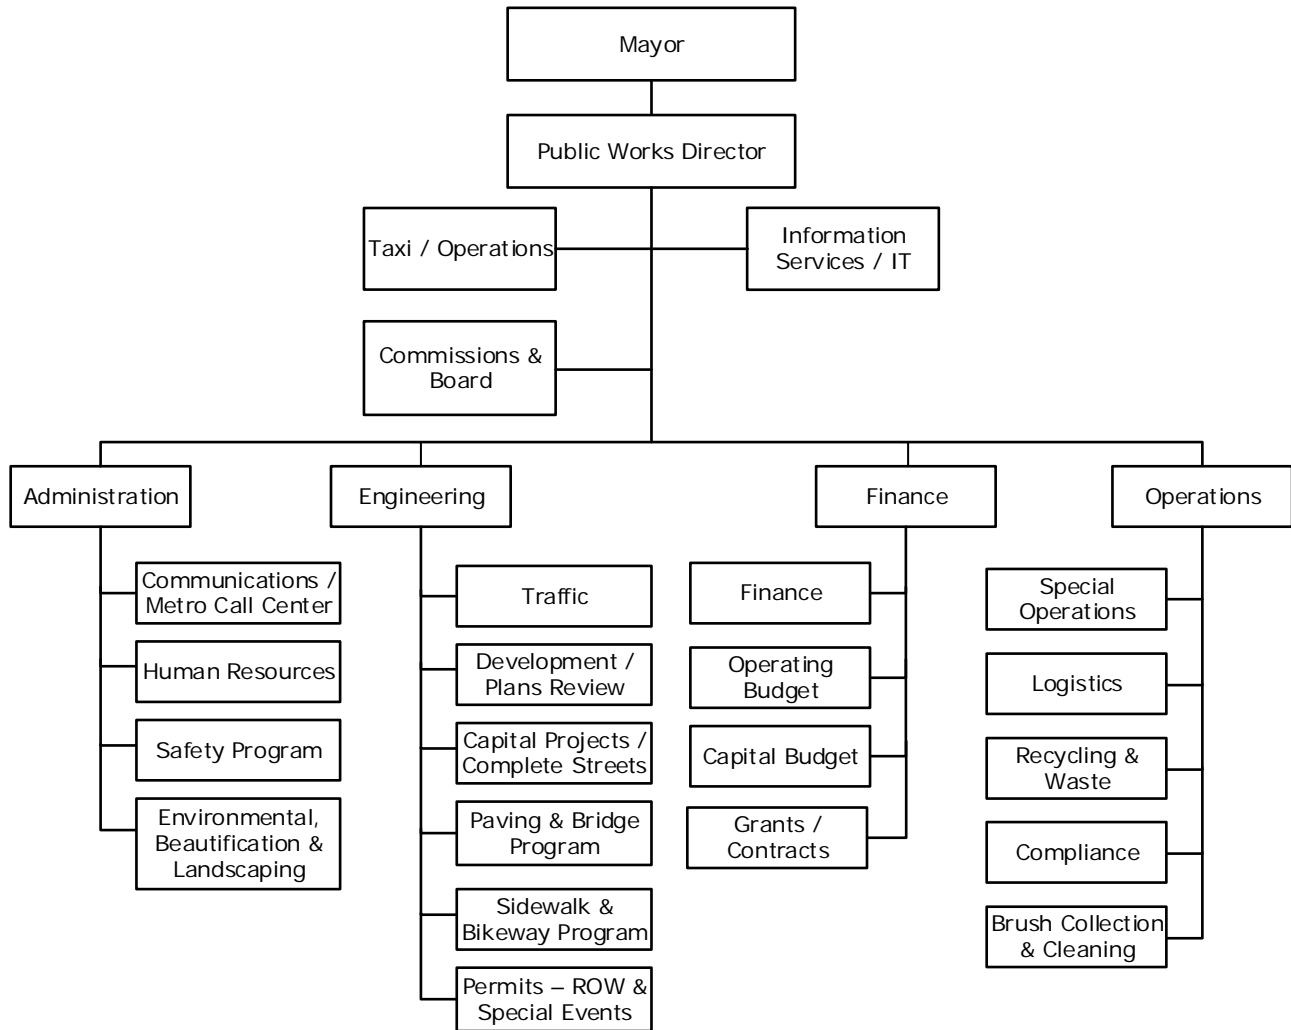 Mayor
Public Works Director
Taxi / Operations
Information
Services / IT
Commissions &
Board
Administration
Engineering
Finance
Operations
Communications /
Metro Call Center
Human Resources
Safety Program
Environmental,
Beautification &
Landscaping
Traffic
Development /
Plans Review
Capital Projects /
Complete Streets
Paving & Bridge
Program
Sidewalk &
Bikeway Program
Permits – ROW &
Special Events
Finance
Operating
Budget
Capital Budget
Grants /
Contracts
Special
Operations
Logistics
Recycling &
Waste
Compliance
Brush Collection
& Cleaning